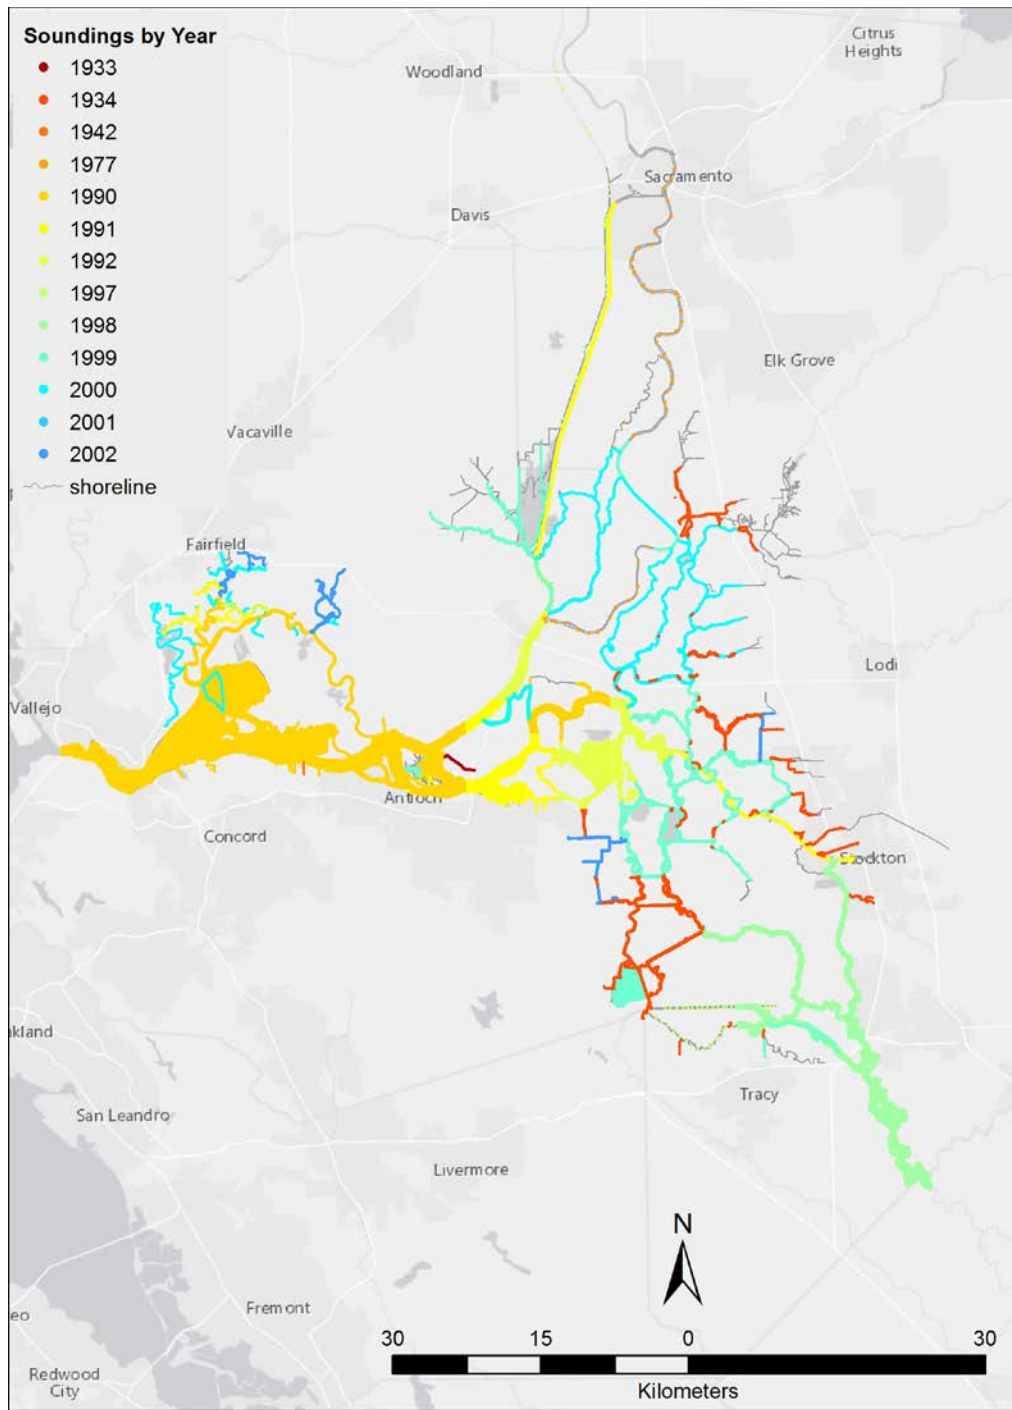 Soundings by Year
1933
1934
1942
1977
1990
1991
1992
1997
1998
1999
2000
2001
2002
shoreline
Citrus
Heights
Woodland
Sacramento
Davis
Elk Grove
Vacaville
Fairfield
Lodi
Vallejo
Antioch
Concord
Stockton
kland
Tracy
San Leandro
Livermore
N
Fremont
eo
Redwood
City
30 15 0 30
Kilometers